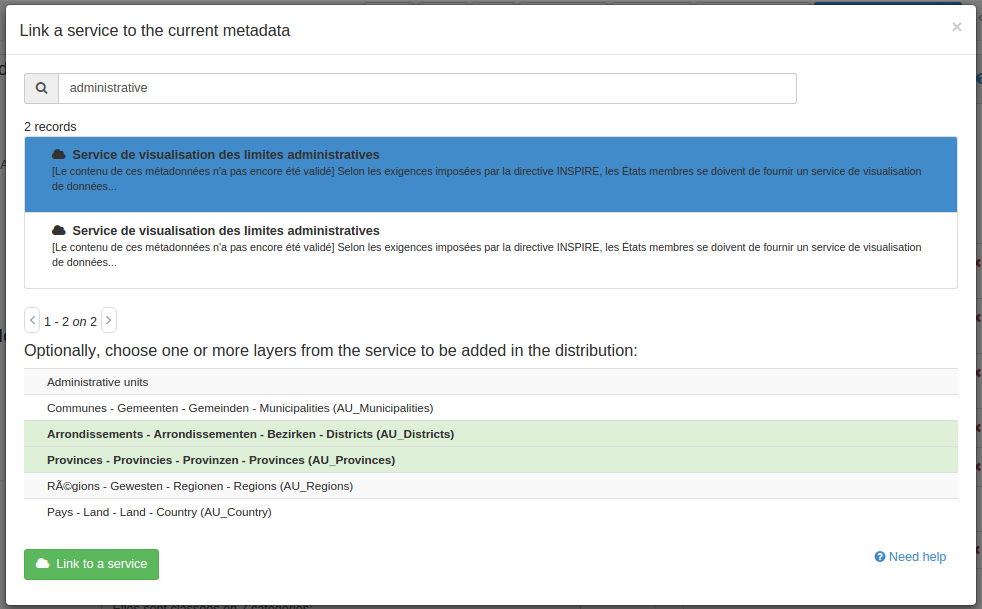 Link a service to the current metadata
×
administrative
2 records
Service de visualisation des limites administratives
[Le contenu de ces métadonnées n'a pas encore été validé] Selon les exigences imposées par la directive INSPIRE, les États membres se doivent de fournir un service de visualisation
de données...
Service de visualisation des limites administratives
[Le contenu de ces métadonnées n'a pas encore été validé] Selon les exigences imposées par la directive INSPIRE, les États membres se doivent de fournir un service de visualisation
de données...
1 - 2 on 2
Optionally, choose one or more layers from the service to be added in the distribution:
Administrative units
Communes - Gemeenten - Gemeinden - Municipalities (AU_Municipalities)
Arrondissements - Arrondissementen - Bezirken - Districts (AU_Districts)
Provinces - Provincies - Provinzen - Provinces (AU_Provinces)
RÃ©gions - Gewesten - Regionen - Regions (AU_Regions)
Pays - Land - Land - Country (AU_Country)
Link to a service
Need help